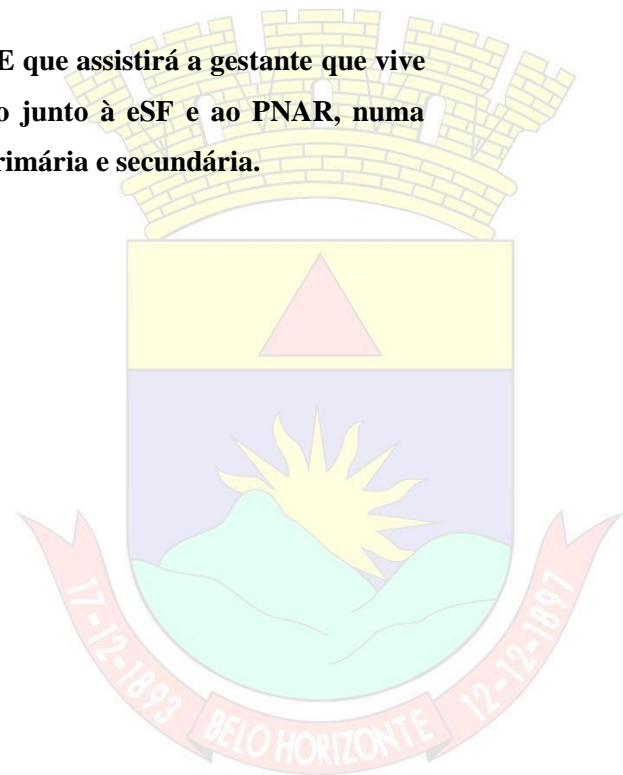 E que assistirá a gestante que vive
o junto à eSF e ao PNAR, numa
rimária e secundária.
17-12-1893
BELO HORIZONTE
12-12-1897